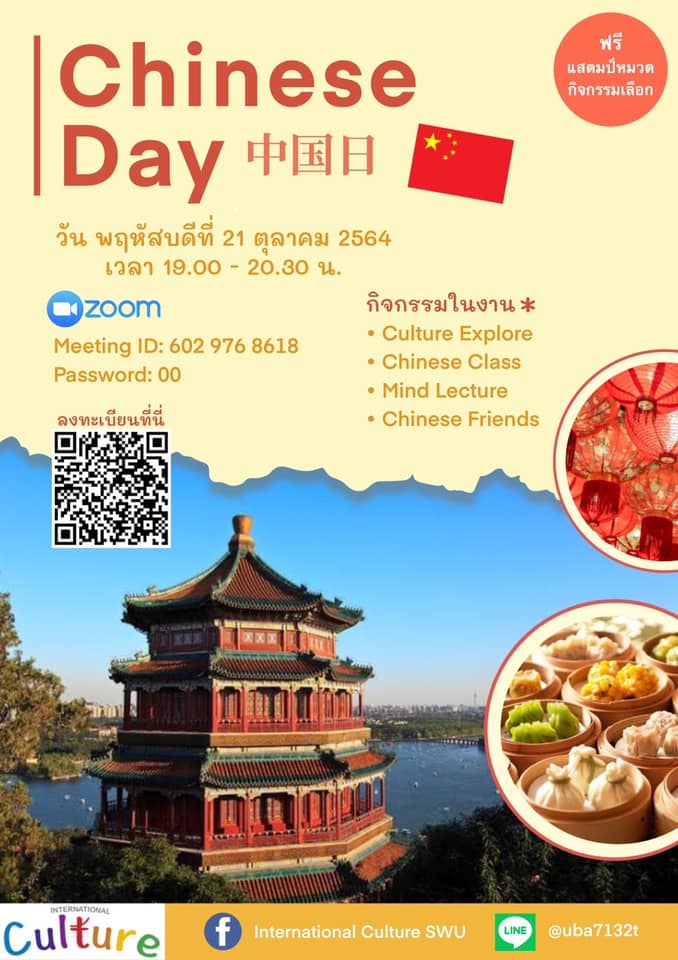 Chinese
Day 中国日
ฟรี
แสตมป์หมวด
กิจกรรมเลือก
วัน พฤหัสบดีที่ 21 ตุลาคม 2564
เวลา 19.00 - 20.30 น.
zoom
Meeting ID: 602 976 8618
Password: 00
ลงทะเบียนที่นี่
กิจกรรมในงาน*
• Culture Explore
• Chinese Class
• Mind Lecture
• Chinese Friends
INTERNATIONAL
Culture
International Culture SWU
LINE
@uba7132t